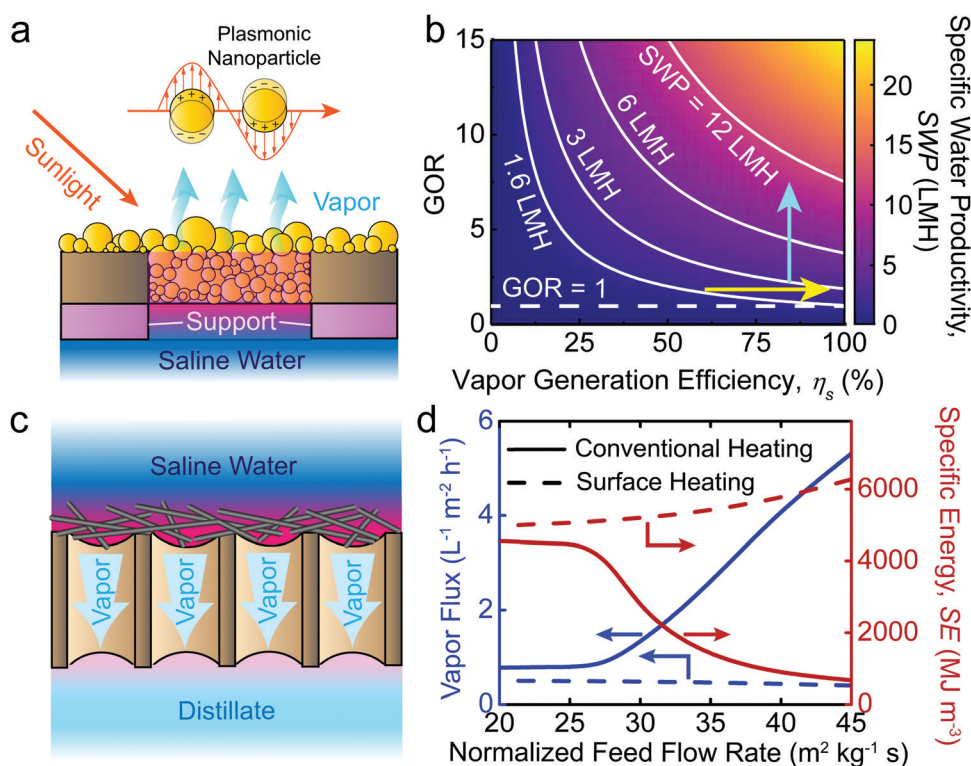 a
Plasmonic
Nanoparticle
Sunlight
Vapor
Support
Saline Water
b
15
10
5
0
GOR
SWP = 12 LMH
6 LMH
3 LMH
1.6 LMH
GOR = 1
0 25 50 75 100
Vapor Generation Efficiency, ηs (%)
20
15
10
5
0
Specific Water Productivity,
SWP (LMH)
c
Saline Water
Vapor Vapor Vapor Vapor
Distillate
d
Conventional Heating
Surface Heating
6
4
2
0
Vapor Flux (L⁻¹ m⁻² h⁻¹)
6000
4000
2000
0
Specific Energy, SE (MJ m⁻³)
20 25 30 35 40 45
Normalized Feed Flow Rate (m² kg⁻¹ s)